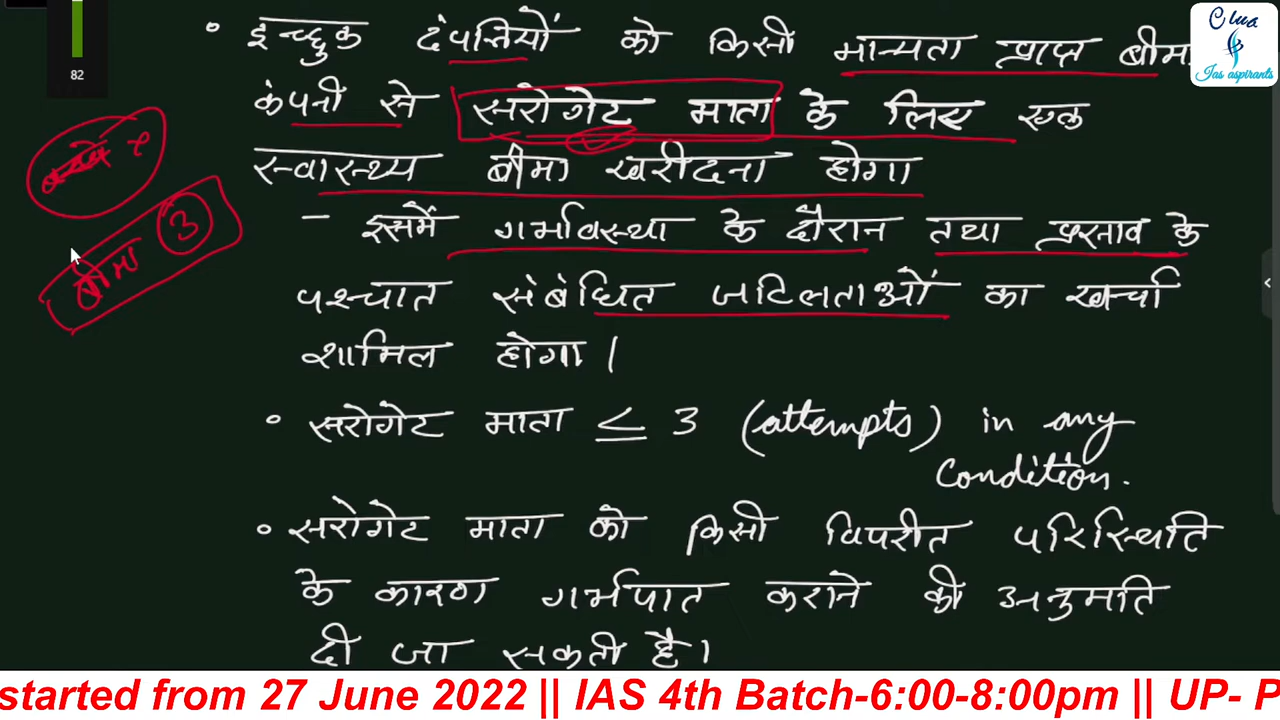 82
Clua
Ias aspirants
• इच्छुक दंपत्तियों को किसी मान्यता प्राप्त बीमा
कंपनी से सरोगेट माता के लिए एक
स्वास्थ्य बीमा खरीदना होगा
- इसमें गर्भावस्था के दौरान तथा प्रसव के
पश्चात संबंधित जटिलताओं का खर्चा
शामिल होगा।
बीमा 3
• सरोगेट माता ≤ 3 (attempts) in any
condition.
• सरोगेट माता को किसी विपरीत परिस्थिति
के कारण गर्भपात कराने की अनुमति
दी जा सकती है।
started from 27 June 2022 || IAS 4th Batch-6:00-8:00pm || UP- P